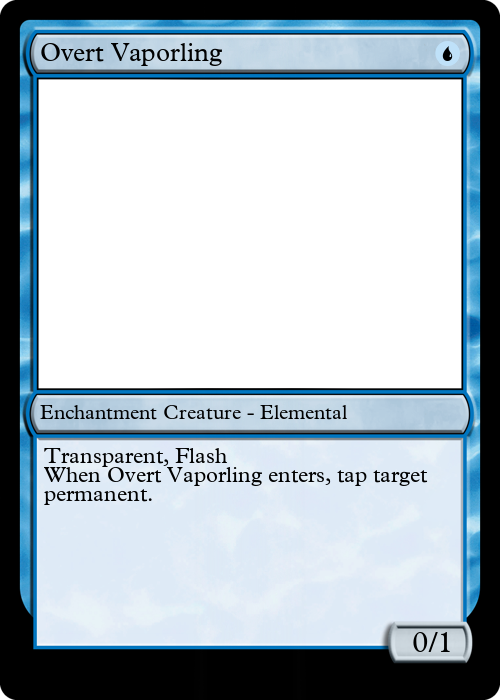 Overt Vaporling
Enchantment Creature - Elemental
Transparent, Flash
When Overt Vaporling enters, tap target
permanent.
0/1